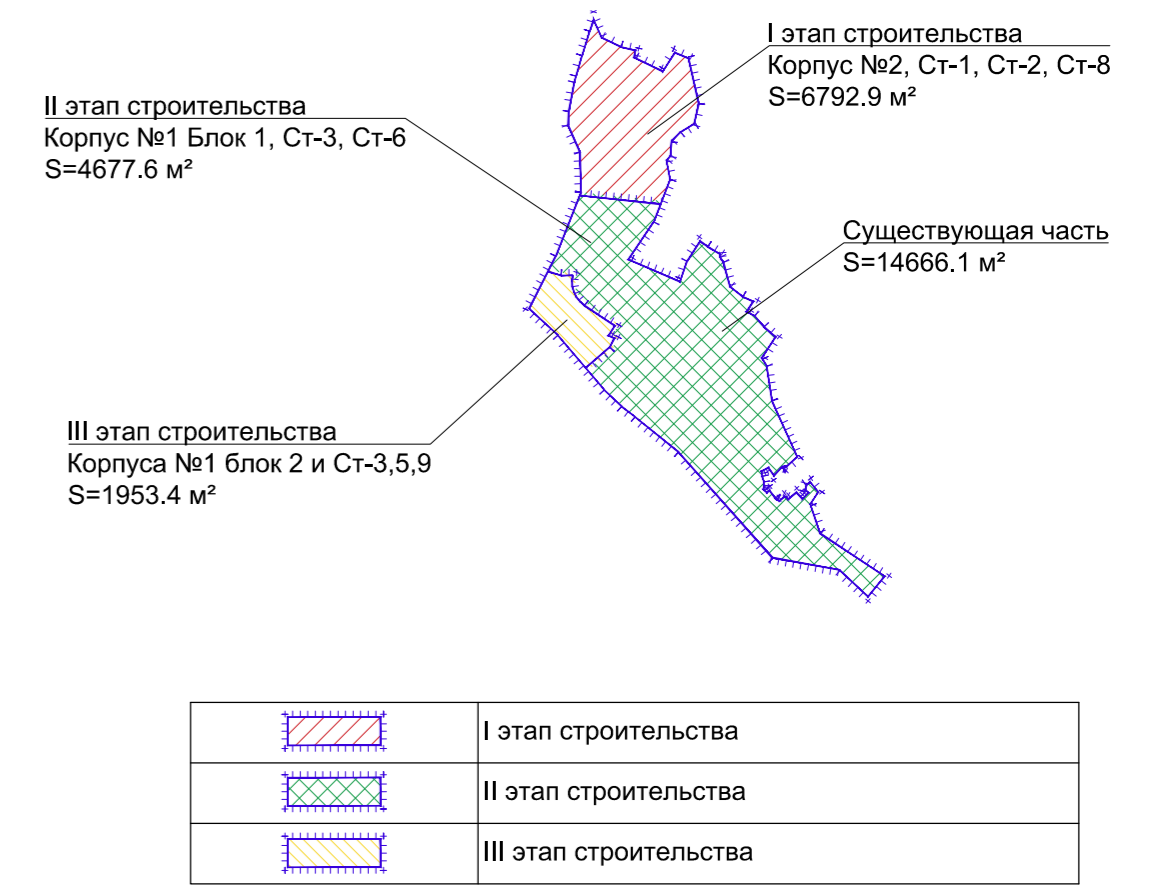 I этап строительства
Корпус №2, Ст-1, Ст-2, Ст-8
S=6792.9 м²
II этап строительства
Корпус №1 Блок 1, Ст-3, Ст-6
S=4677.6 м²
Существующая часть
S=14666.1 м²
III этап строительства
Корпуса №1 блок 2 и Ст-3,5,9
S=1953.4 м²
I этап строительства
II этап строительства
III этап строительства